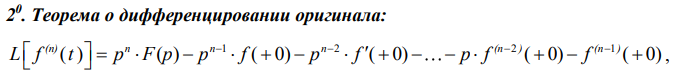 2⁰. Теорема о дифференцировании оригинала:
L[f⁽ⁿ⁾(t)] = pⁿ · F(p) − pⁿ⁻¹ · f(+0) − pⁿ⁻² · f′(+0) − … − p · f⁽ⁿ⁻²⁾(+0) − f⁽ⁿ⁻¹⁾(+0),